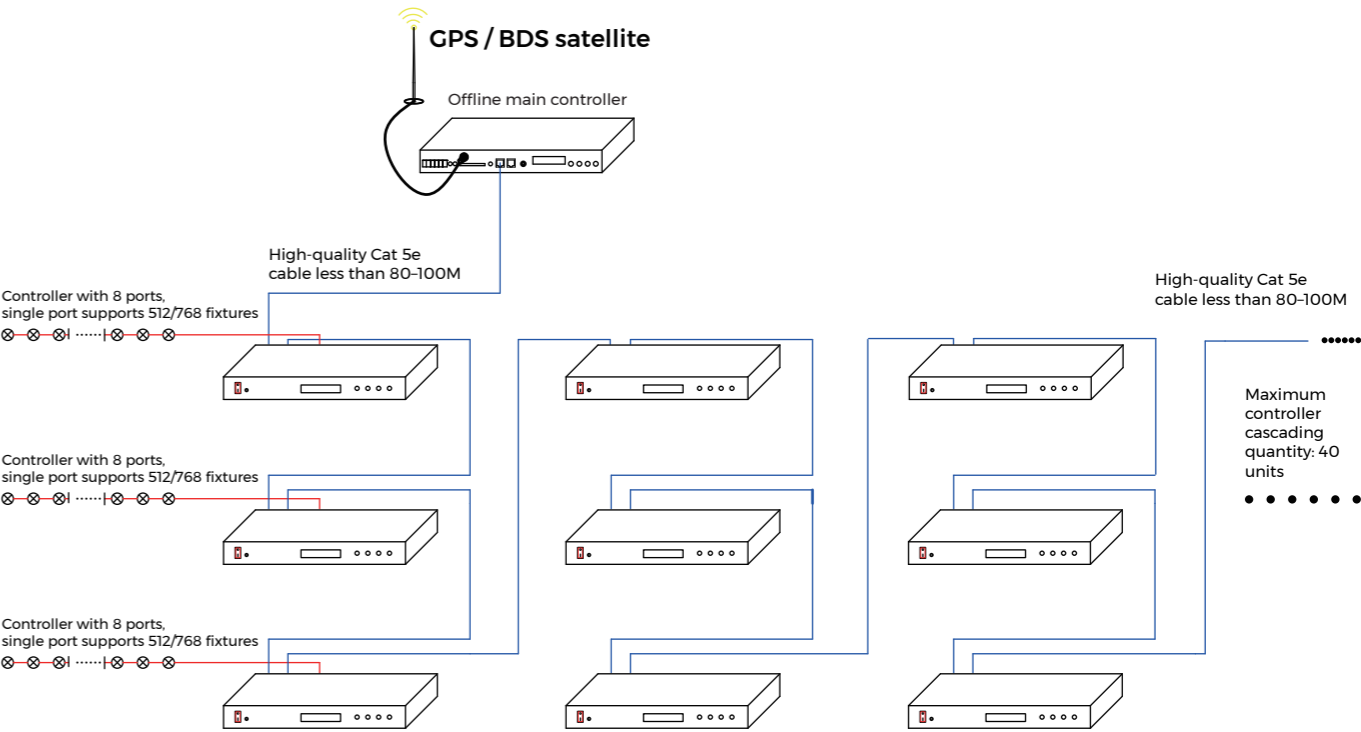 GPS / BDS satellite
Offline main controller
High-quality Cat 5e
cable less than 80–100M
Controller with 8 ports,
single port supports 512/768 fixtures
High-quality Cat 5e
cable less than 80–100M
Maximum
controller
cascading
quantity: 40
units
Controller with 8 ports,
single port supports 512/768 fixtures
Controller with 8 ports,
single port supports 512/768 fixtures